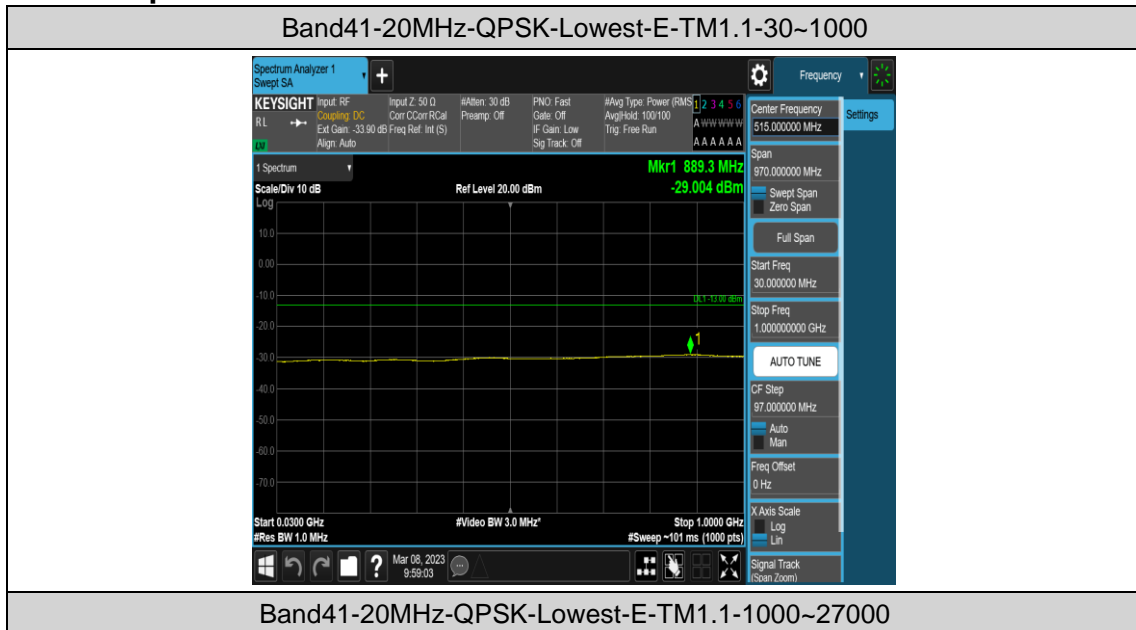 Band41-20MHz-QPSK-Lowest-E-TM1.1-30~1000
Spectrum Analyzer 1
Swept SA
+
Frequency
KEYSIGHT
RL
LXI
Input: RF
Coupling: DC
Ext Gain: -33.90 dB
Align: Auto
Input Z: 50 Ω
Corr CCorr RCal
Freq Ref: Int (S)
#Atten: 30 dB
Preamp: Off
PNO: Fast
Gate: Off
IF Gain: Low
Sig Track: Off
#Avg Type: Power (RMS
Avg|Hold: 100/100
Trig: Free Run
1 2 3 4 5 6
A W W W W W
A A A A A A
Center Frequency
515.000000 MHz
Settings
1 Spectrum
Mkr1 889.3 MHz
Scale/Div 10 dB
Ref Level 20.00 dBm
-29.004 dBm
Log
10.0
0.00
-10.0
-20.0
-30.0
-40.0
-50.0
-60.0
-70.0
DL1 -13.00 dBm
1
Start 0.0300 GHz
#Video BW 3.0 MHz*
Stop 1.0000 GHz
#Res BW 1.0 MHz
#Sweep ~101 ms (1000 pts)
Span
970.000000 MHz
Swept Span
Zero Span
Full Span
Start Freq
30.000000 MHz
Stop Freq
1.000000000 GHz
AUTO TUNE
CF Step
97.000000 MHz
Auto
Man
Freq Offset
0 Hz
X Axis Scale
Log
Lin
Signal Track
(Span Zoom)
?
Mar 08, 2023
9:59:03
Band41-20MHz-QPSK-Lowest-E-TM1.1-1000~27000